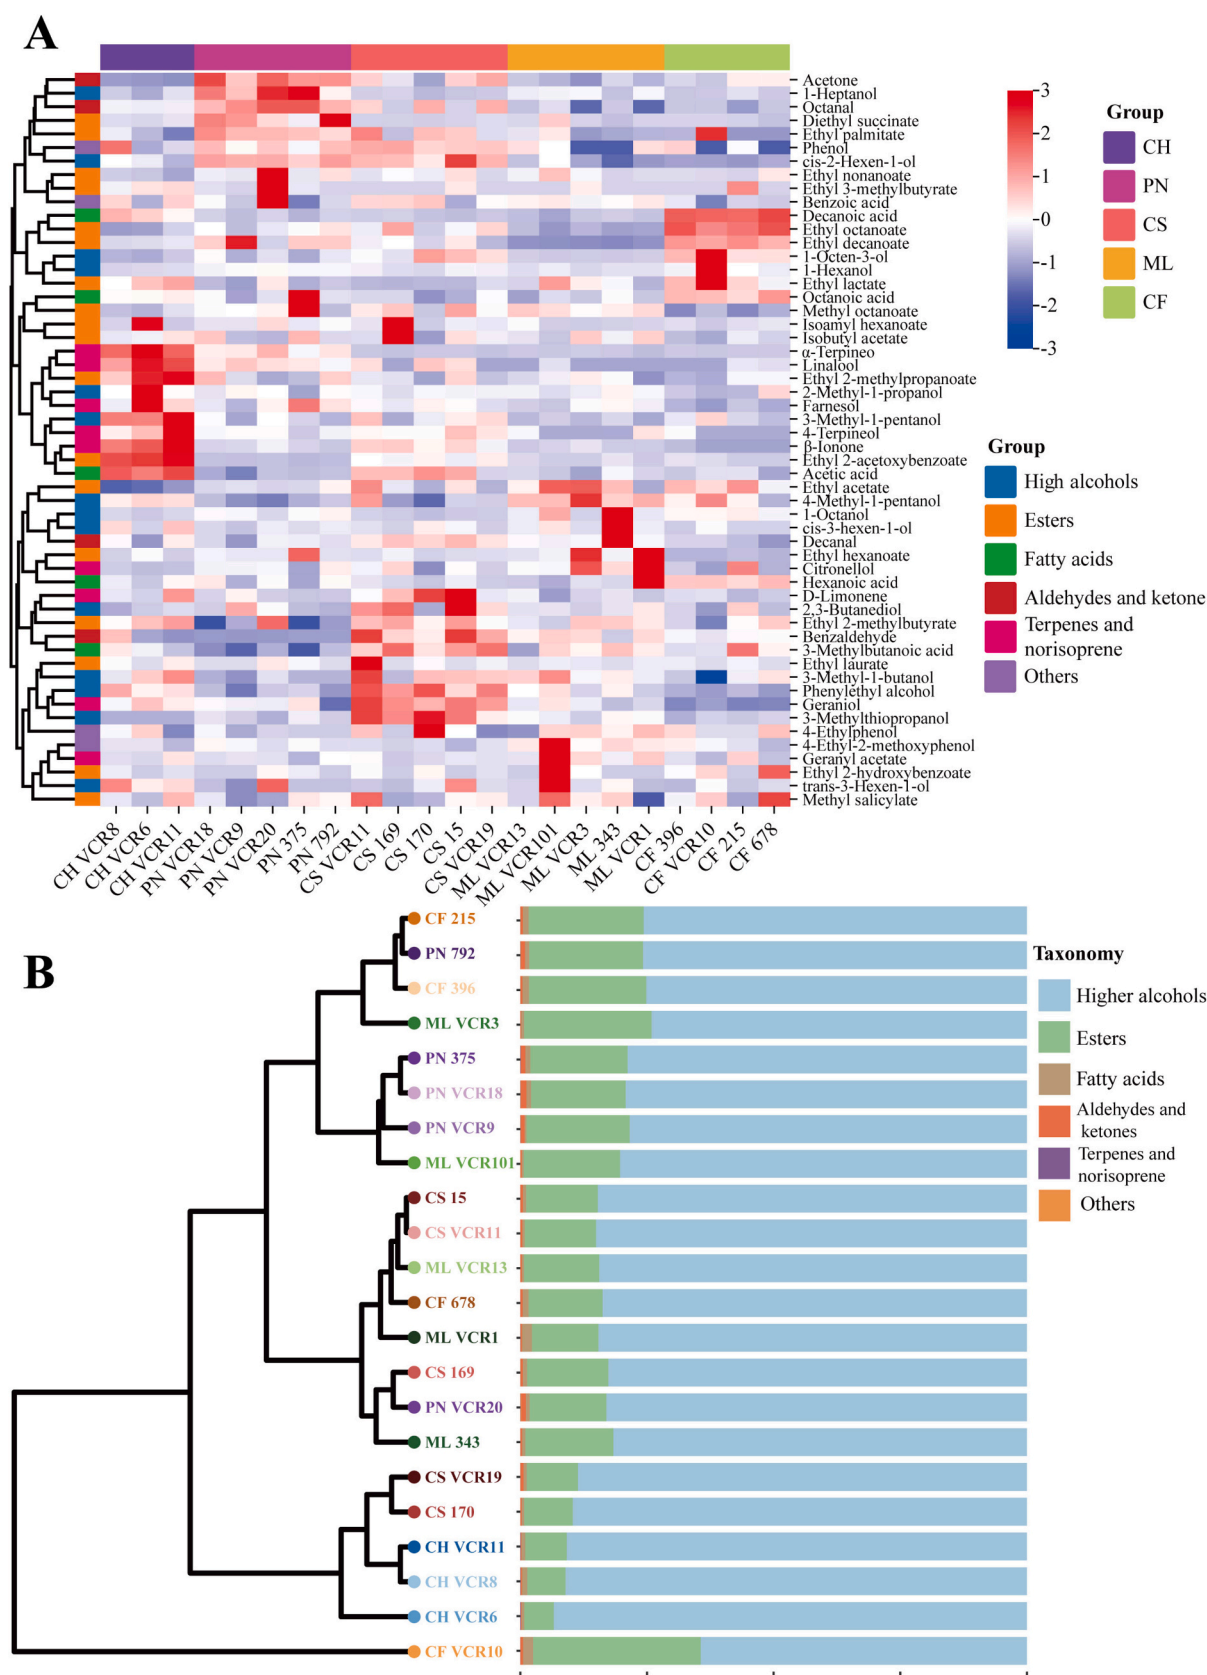 A
Acetone
1-Heptanol
Octanal
Diethyl succinate
Ethyl palmitate
Phenol
cis-2-Hexen-1-ol
Ethyl nonanoate
Ethyl 3-methylbutyrate
Benzoic acid
Decanoic acid
Ethyl octanoate
Ethyl decanoate
1-Octen-3-ol
1-Hexanol
Ethyl lactate
Octanoic acid
Methyl octanoate
Isoamyl hexanoate
Isobutyl acetate
α-Terpineo
Linalool
Ethyl 2-methylpropanoate
2-Methyl-1-propanol
Farnesol
3-Methyl-1-pentanol
4-Terpineol
β-Ionone
Ethyl 2-acetoxybenzoate
Acetic acid
Ethyl acetate
4-Methyl-1-pentanol
1-Octanol
cis-3-hexen-1-ol
Decanal
Ethyl hexanoate
Citronellol
Hexanoic acid
D-Limonene
2,3-Butanediol
Ethyl 2-methylbutyrate
Benzaldehyde
3-Methylbutanoic acid
Ethyl laurate
3-Methyl-1-butanol
Phenylethyl alcohol
Geraniol
3-Methylthiopropanol
4-Ethylphenol
4-Ethyl-2-methoxyphenol
Geranyl acetate
Ethyl 2-hydroxybenzoate
trans-3-Hexen-1-ol
Methyl salicylate
3
2
1
-0
-1
-2
-3
Group
CH
PN
CS
ML
CF
Group
High alcohols
Esters
Fatty acids
Aldehydes and ketone
Terpenes and
norisoprene
Others
CH VCR8
CH VCR6
CH VCR11
PN VCR18
PN VCR9
PN VCR20
PN 375
PN 792
CS VCR11
CS 169
CS 170
CS 15
CS VCR19
ML VCR13
ML VCR101
ML VCR3
ML 343
ML VCR1
CF 396
CF VCR10
CF 215
CF 678
B
CF 215
PN 792
CF 396
ML VCR3
PN 375
PN VCR18
PN VCR9
ML VCR101
CS 15
CS VCR11
ML VCR13
CF 678
ML VCR1
CS 169
PN VCR20
ML 343
CS VCR19
CS 170
CH VCR11
CH VCR8
CH VCR6
CF VCR10
Taxonomy
Higher alcohols
Esters
Fatty acids
Aldehydes and
ketones
Terpenes and
norisoprene
Others